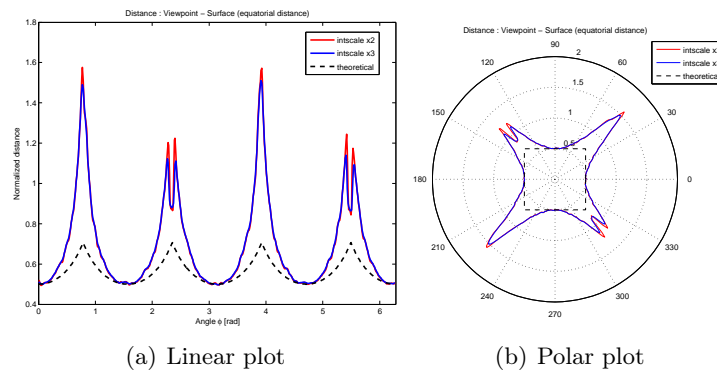 Distance : Viewpoint – Surface (equatorial distance)
1.8
1.6
1.4
1.2
1
0.8
0.6
0.4
Normalized distance
intscale x2
intscale x3
theoretical
0 1 2 3 4 5 6
Angle ϕ [rad]
(a) Linear plot
Distance : Viewpoint – Surface (equatorial distance)
90
2
120 60
1.5
1
150 30
0.5
180 0
210 330
240 300
270
intscale x
intscale x
theoretical
(b) Polar plot